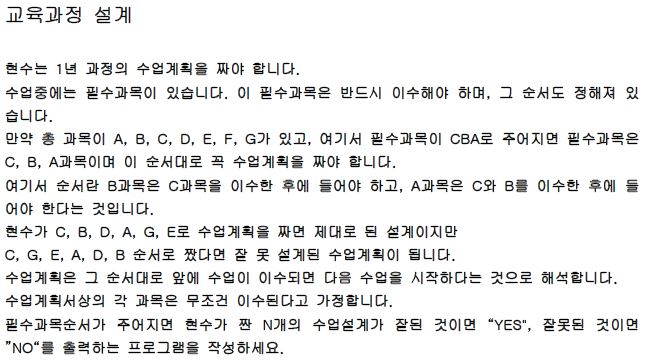 교육과정 설계
현수는 1년 과정의 수업계획을 짜야 합니다.
수업중에는 필수과목이 있습니다. 이 필수과목은 반드시 이수해야 하며, 그 순서도 정해져 있
습니다.
만약 총 과목이 A, B, C, D, E, F, G가 있고, 여기서 필수과목이 CBA로 주어지면 필수과목은
C, B, A과목이며 이 순서대로 꼭 수업계획을 짜야 합니다.
여기서 순서란 B과목은 C과목을 이수한 후에 들어야 하고, A과목은 C와 B를 이수한 후에 들
어야 한다는 것입니다.
현수가 C, B, D, A, G, E로 수업계획을 짜면 제대로 된 설계이지만
C, G, E, A, D, B 순서로 짰다면 잘 못 설계된 수업계획이 됩니다.
수업계획은 그 순서대로 앞에 수업이 이수되면 다음 수업을 시작하다는 것으로 해석합니다.
수업계획서상의 각 과목은 무조건 이수된다고 가정합니다.
필수과목순서가 주어지면 현수가 짠 N개의 수업설계가 잘된 것이면 “YES", 잘못된 것이면
”NO“를 출력하는 프로그램을 작성하세요.